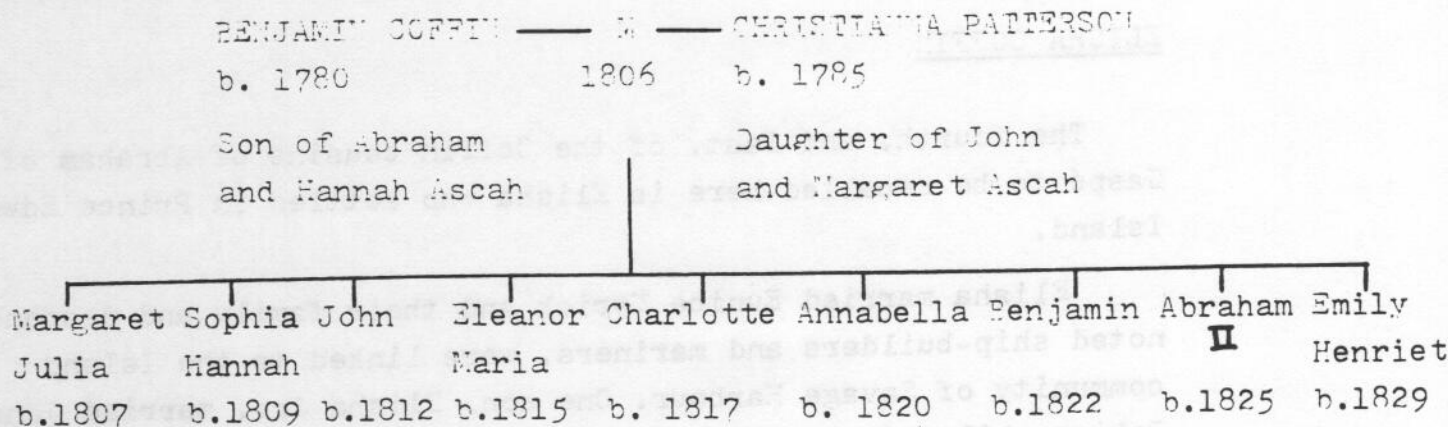 BENJAMIN COFFIN — M — CHRISTIANNA PATTERSON
b. 1780 1806 b. 1785
Son of Abraham Daughter of John
and Hannah Ascah and Margaret Ascah
Margaret Sophia John Eleanor Charlotte Annabella Benjamin Abraham Emily
Julia Hannah Maria II Henriet
b.1807 b.1809 b.1812 b.1815 b. 1817 b. 1820 b.1822 b.1825 b.1829